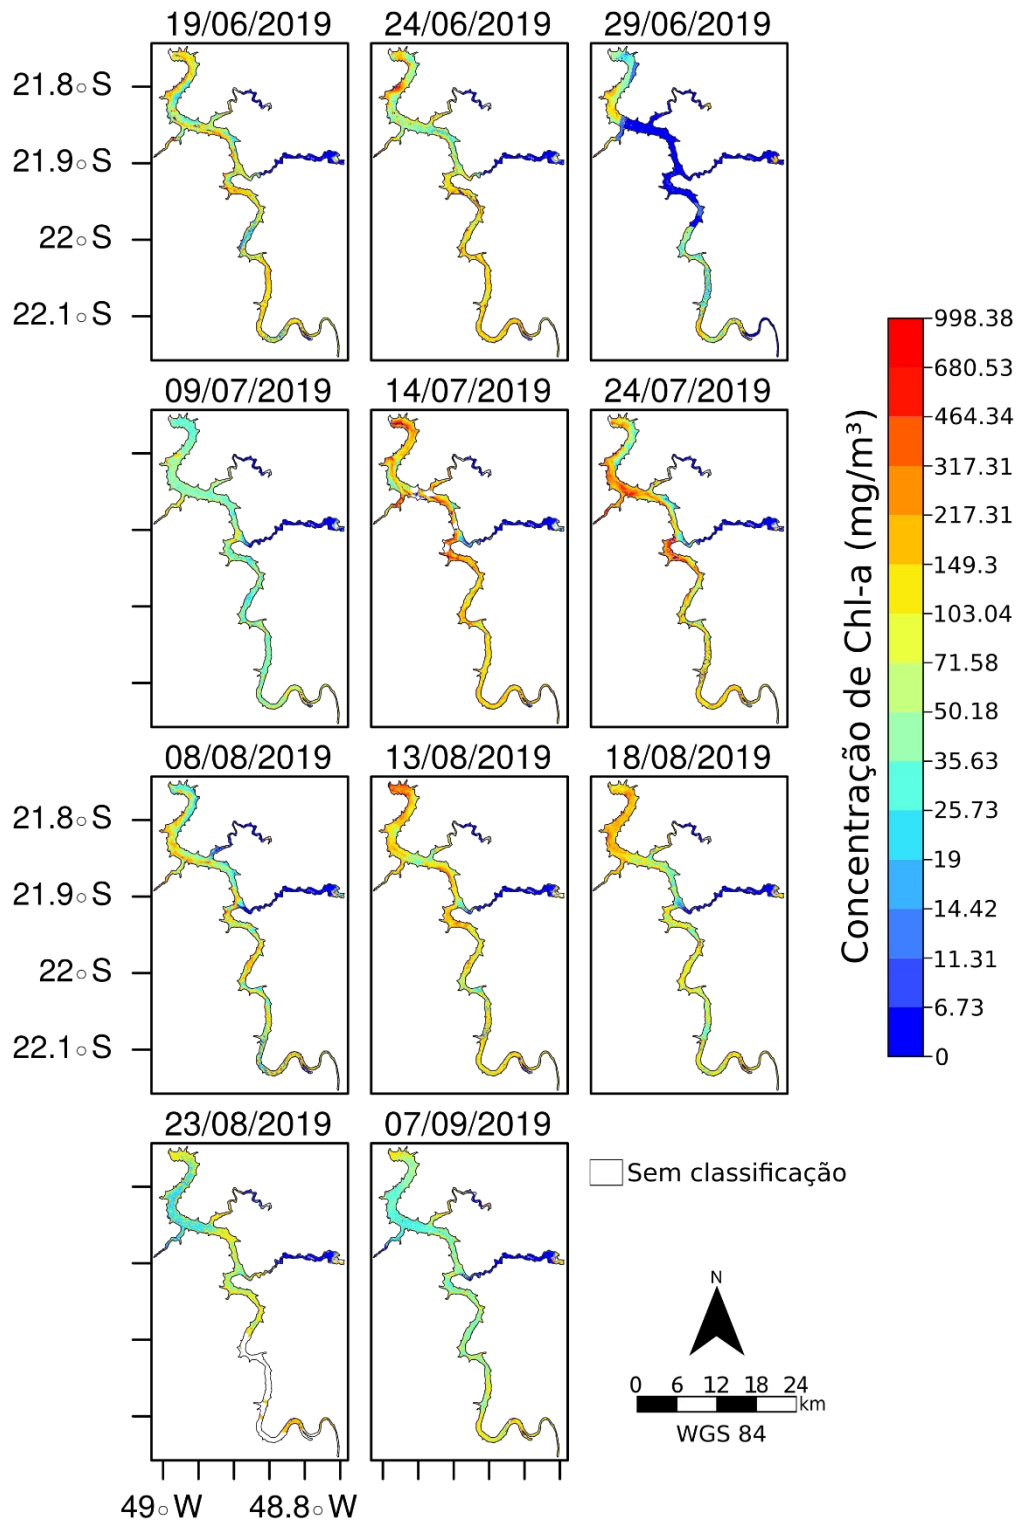 19/06/2019 24/06/2019 29/06/2019
21.8○S
21.9○S
22○S
22.1○S
09/07/2019 14/07/2019 24/07/2019
08/08/2019 13/08/2019 18/08/2019
21.8○S
21.9○S
22○S
22.1○S
23/08/2019 07/09/2019
49○W 48.8○W
Concentração de Chl-a (mg/m³)
998.38
680.53
464.34
317.31
217.31
149.3
103.04
71.58
50.18
35.63
25.73
19
14.42
11.31
6.73
0
Sem classificação
N
0 6 12 18 24
km
WGS 84